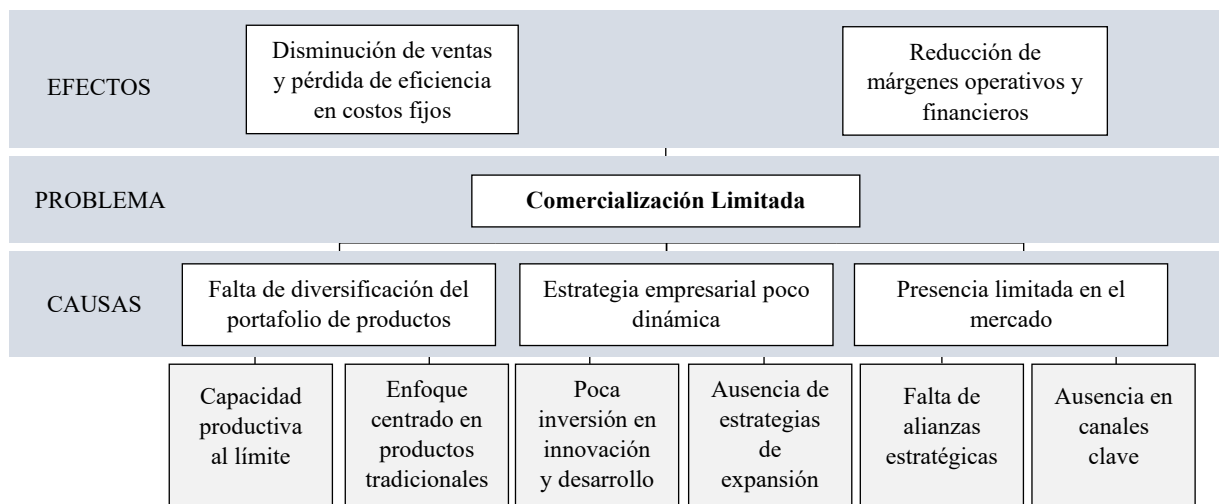 EFECTOS
Disminución de ventas
y pérdida de eficiencia
en costos fijos
Reducción de
márgenes operativos y
financieros
PROBLEMA
Comercialización Limitada
CAUSAS
Falta de diversificación del
portafolio de productos
Estrategia empresarial poco
dinámica
Presencia limitada en el
mercado
Capacidad
productiva
al límite
Enfoque
centrado en
productos
tradicionales
Poca
inversión en
innovación
y desarrollo
Ausencia de
estrategias
de
expansión
Falta de
alianzas
estratégicas
Ausencia en
canales
clave